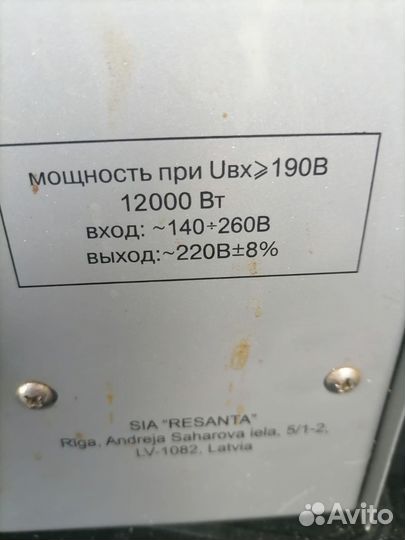 мощность при Uвх⩾190В
12000 Вт
вход: ~140÷260В
выход:~220В±8%
SIA "RESANTA"
Riga, Andreja Saharova iela, 5/1-2,
LV-1082, Latvia
Avito